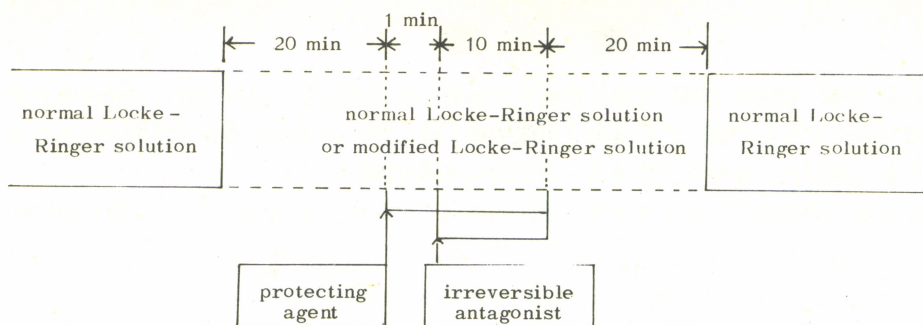 1 min
20 min 10 min 20 min
normal Locke-
Ringer solution
normal Locke-Ringer solution
or modified Locke-Ringer solution
normal Locke-
Ringer solution
protecting
agent
irreversible
antagonist